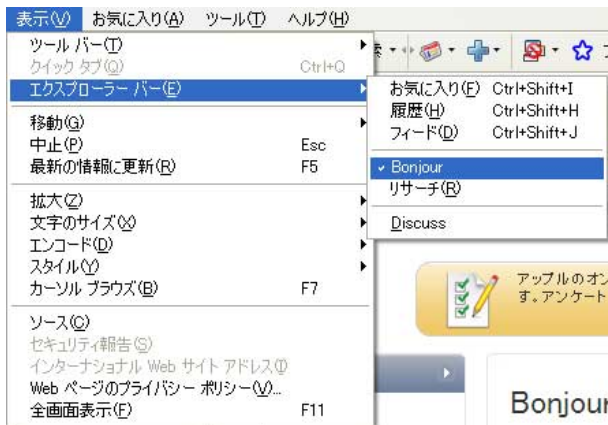 表示(V) お気に入り(A) ツール(T) ヘルプ(H)
ツール バー(T)
クイック タブ(Q) Ctrl+Q
エクスプローラー バー(E)
移動(G)
中止(P) Esc
最新の情報に更新(R) F5
拡大(Z)
文字のサイズ(X)
エンコード(D)
スタイル(Y)
カーソル ブラウズ(B) F7
ソース(C)
セキュリティ報告(S)
インターナショナル Web サイト アドレス(I)
Web ページのプライバシー ポリシー(V)...
全画面表示(F) F11
お気に入り(F) Ctrl+Shift+I
履歴(H) Ctrl+Shift+H
フィード(D) Ctrl+Shift+J
Bonjour
リサーチ(R)
Discuss
アップルのオン
す。アンケート
Bonjour